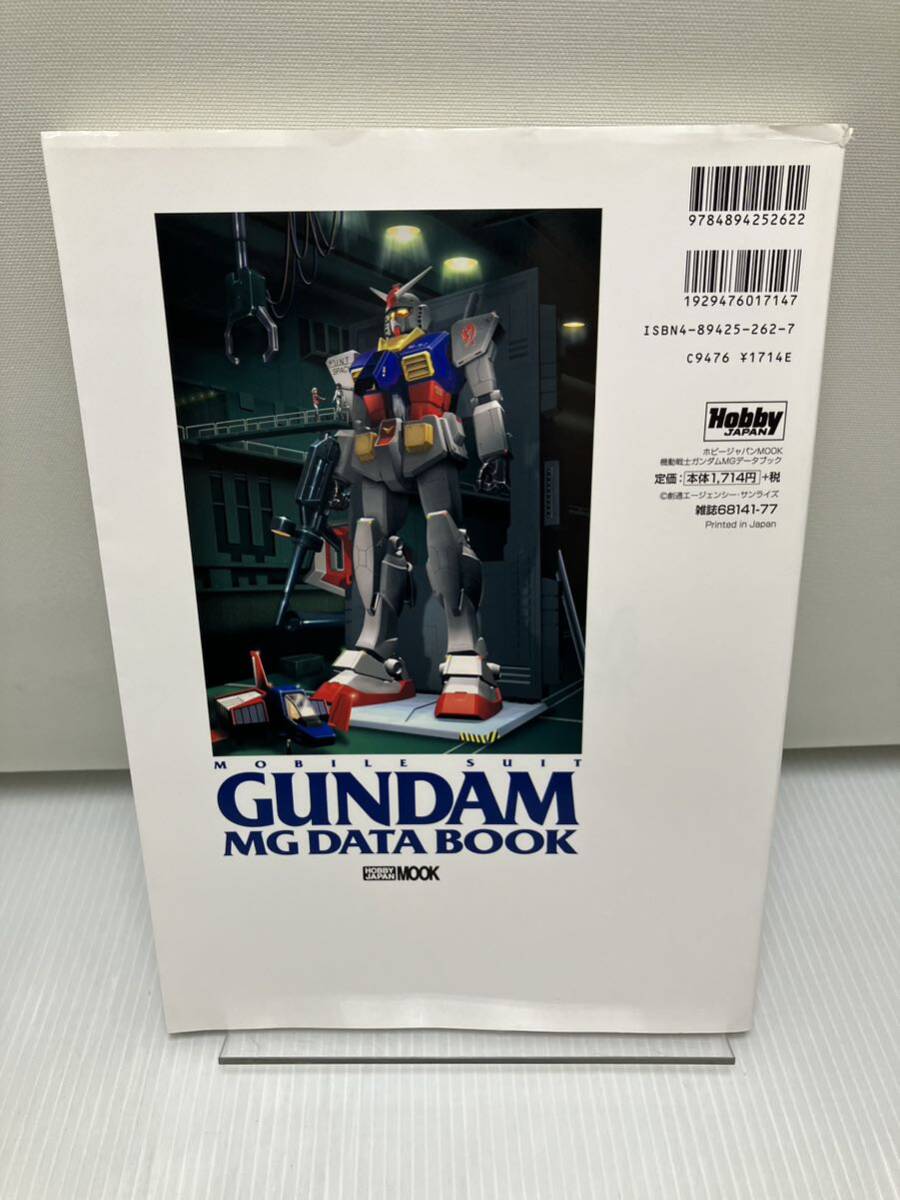 9784894252622
1929476017147
ISBN4-89425-262-7
C9476 ¥1714E
Hobby
JAPAN
ホビージャパンMOOK
機動戦士ガンダムMGデータブック
定価:本体1,714円+税
©創通エージェンシー・サンライズ
雑誌68141-77
Printed in Japan
MOBILE SUIT
GUNDAM
MG DATA BOOK
HOBBY JAPAN MOOK